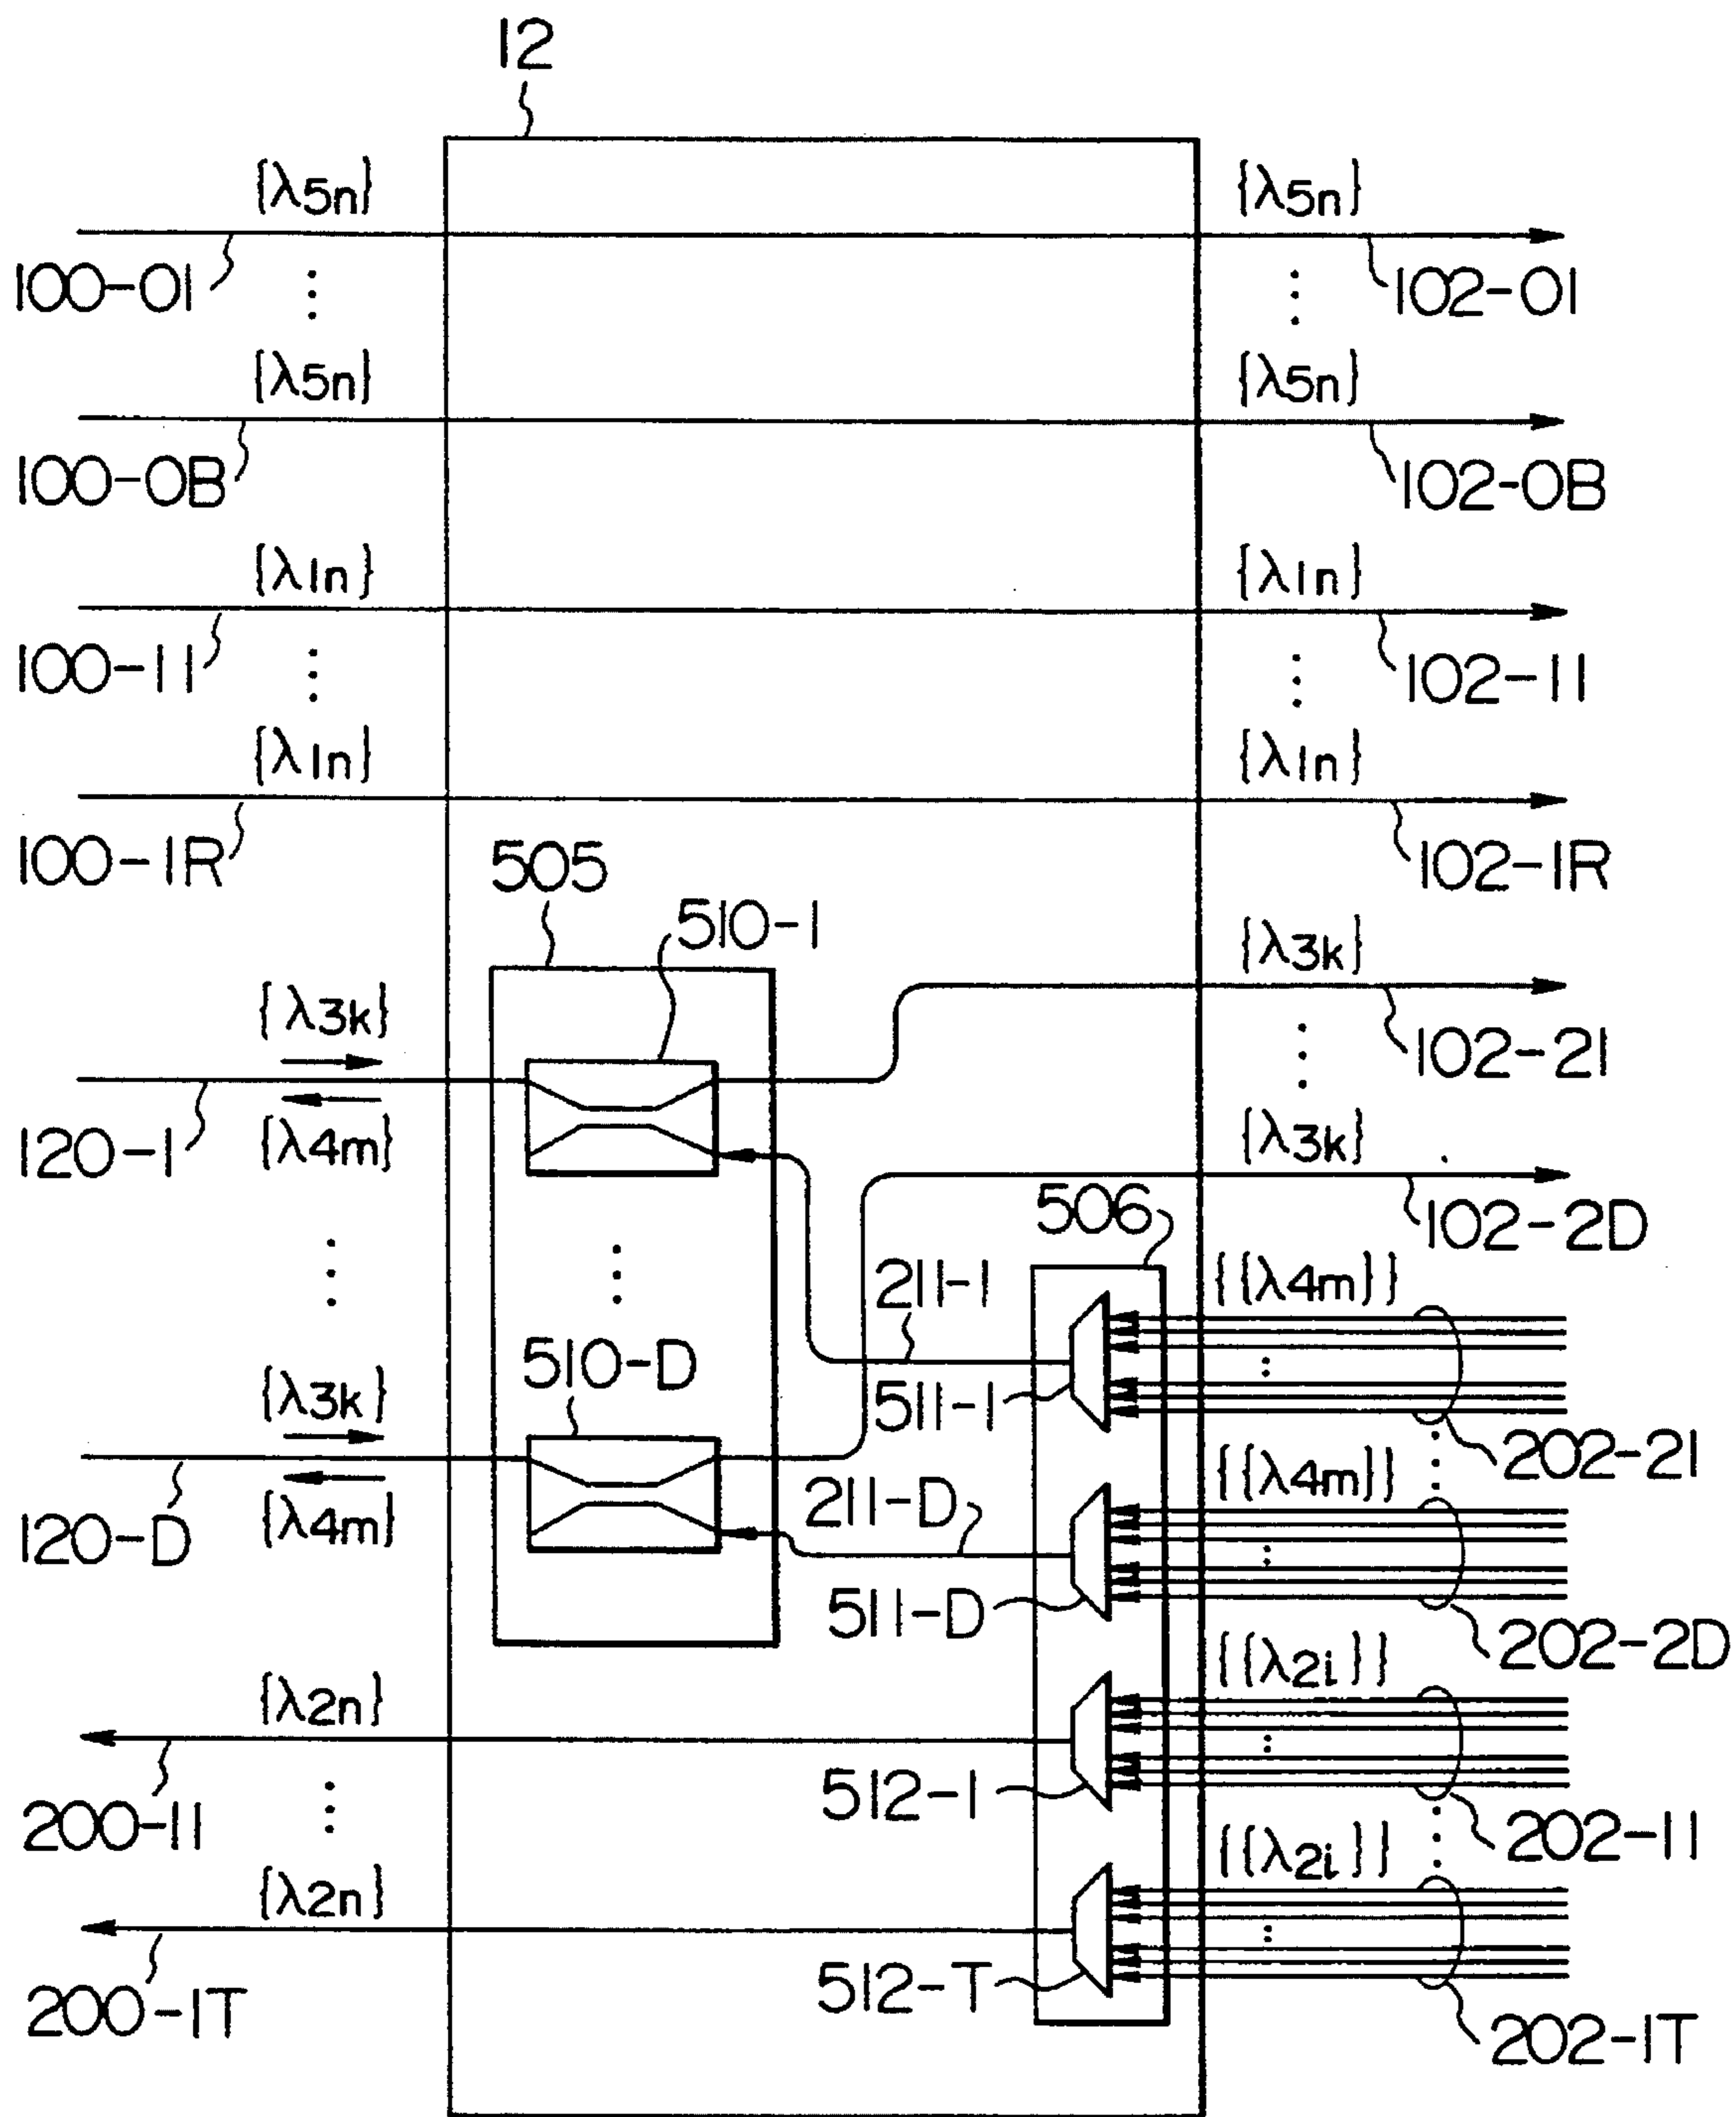 12
{λ5n} {λ5n}
100-01 102-01
{λ5n} {λ5n}
100-0B 102-0B
{λ1n} {λ1n}
100-11 102-11
{λ1n} {λ1n}
100-1R 102-1R
505
510-1
{λ3k}
{λ3k}
102-21
120-1
{λ4m}
{λ3k}
506
102-2D
211-1
{{λ4m}}
510-D
511-1
{λ3k}
202-21
{{λ4m}}
211-D
120-D
{λ4m}
511-D
202-2D
{{λ2i}}
{λ2n}
512-1
200-11
202-11
{{λ2i}}
{λ2n}
512-T
200-1T
202-1T